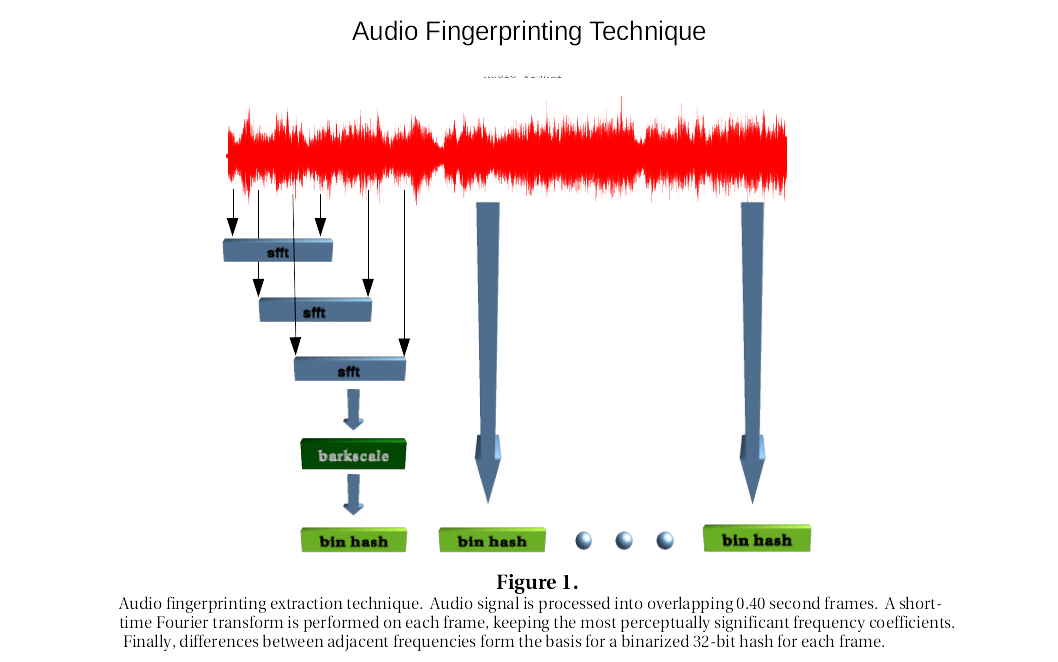 Audio Fingerprinting Technique
sfft
sfft
sfft
barkscale
bin hash bin hash bin hash
Figure 1.
Audio fingerprinting extraction technique. Audio signal is processed into overlapping 0.40 second frames. A short-
time Fourier transform is performed on each frame, keeping the most perceptually significant frequency coefficients.
Finally, differences between adjacent frequencies form the basis for a binarized 32-bit hash for each frame.